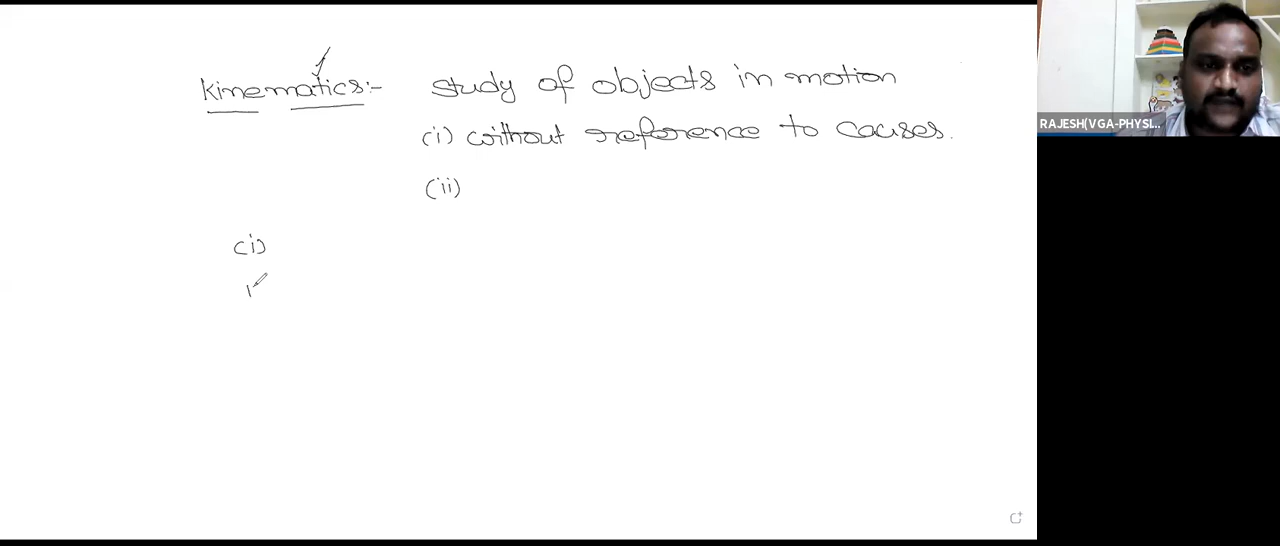 Kinematics:- Study of objects in motion
(i) without reference to causes.
(ii)
(i)
RAJESH(VGA-PHYSI...